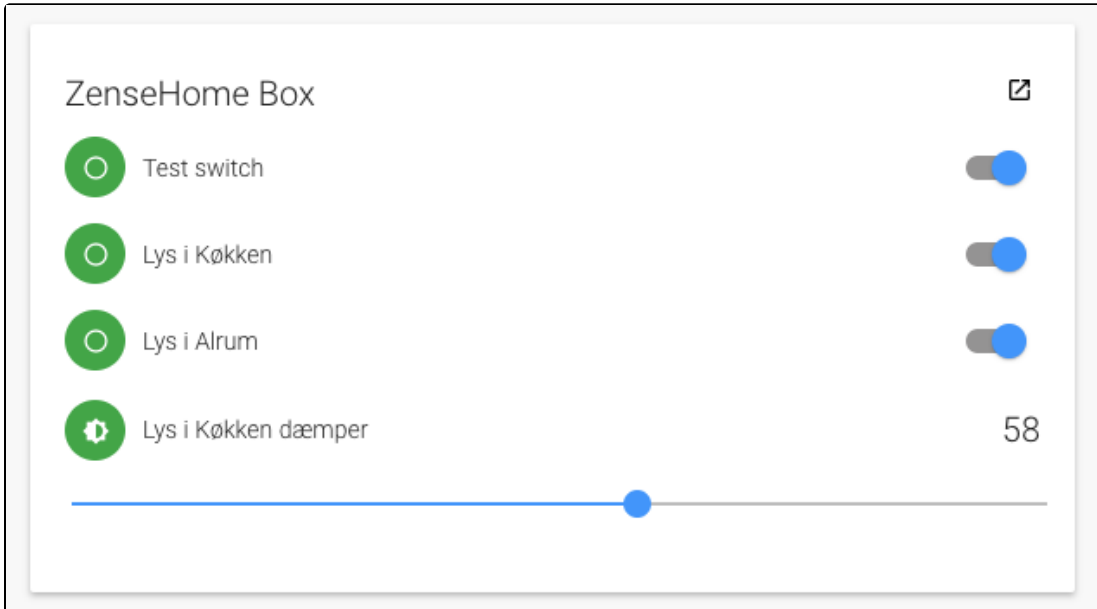 ZenseHome Box
Test switch
Lys i Køkken
Lys i Alrum
Lys i Køkken dæmper 58